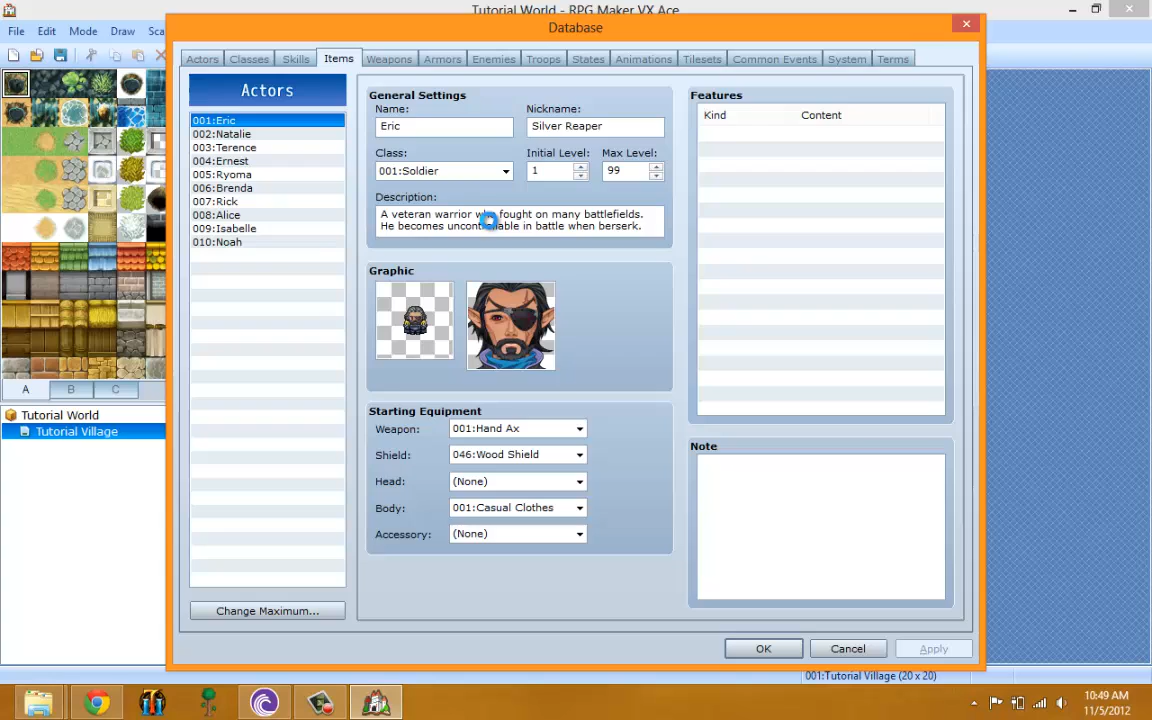 Tutorial World - RPG Maker VX Ace
File Edit Mode Draw
Database
Actors Classes Skills Items Weapons Armors Enemies Troops States Animations Tilesets Common Events System Terms
Actors
001:Eric
002:Natalie
003:Terence
004:Ernest
005:Ryoma
006:Brenda
007:Rick
008:Alice
009:Isabelle
010:Noah
Change Maximum...
General Settings
Name: Nickname:
Eric Silver Reaper
Class: Initial Level: Max Level:
001:Soldier 1 99
Description:
A veteran warrior fought on many battlefields.
He becomes in battle when berserk.
Graphic
Starting Equipment
Weapon: 001:Hand Ax
Shield: 046:Wood Shield
Head: (None)
Body: 001:Casual Clothes
Accessory: (None)
Features
Kind Content
Note
OK Cancel Apply
A B C
Tutorial World
Tutorial Village
001:Tutorial Village (20 x 20)
10:49 AM
11/5/2012